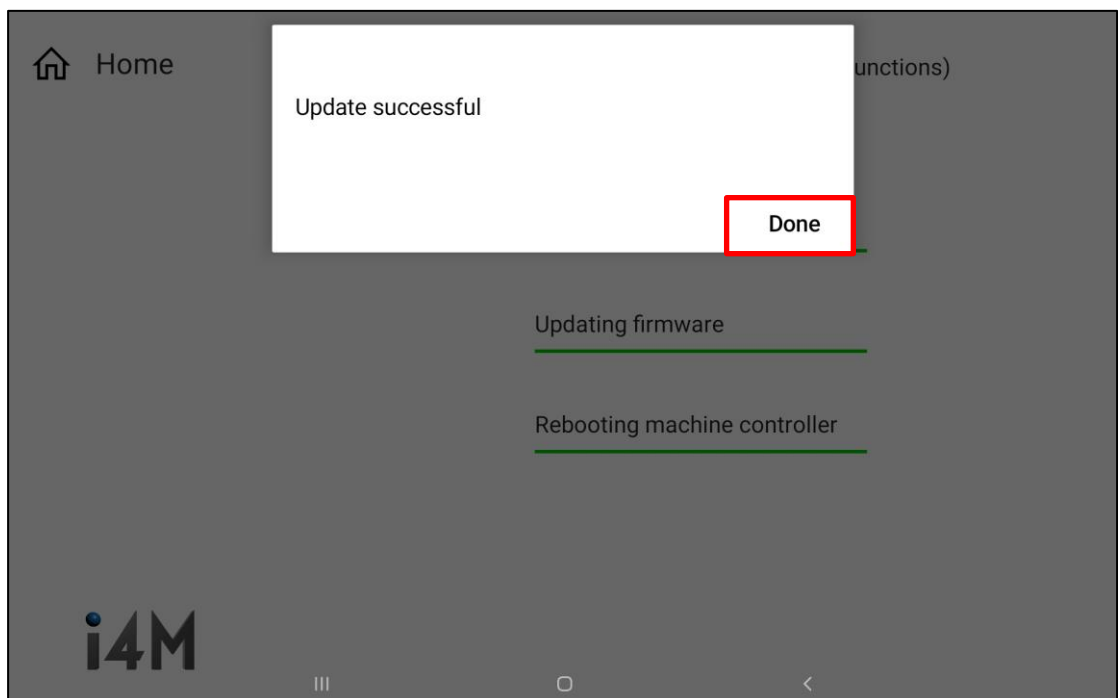 Home
unctions)
Update successful
Done
Updating firmware
Rebooting machine controller
i4M